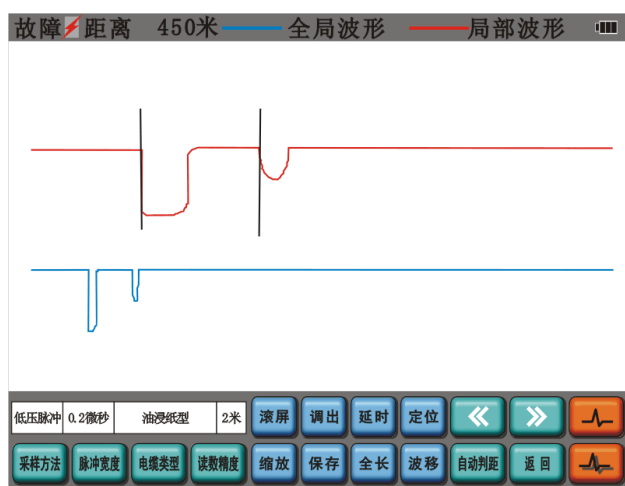 故障 距离 450米 全局波形 局部波形
低压脉冲 0.2微秒 油浸纸型 2米 滚屏 调出 延时 定位
采样方法 脉冲宽度 电缆类型 读数精度 缩放 保存 全长 波移 自动判距 返回